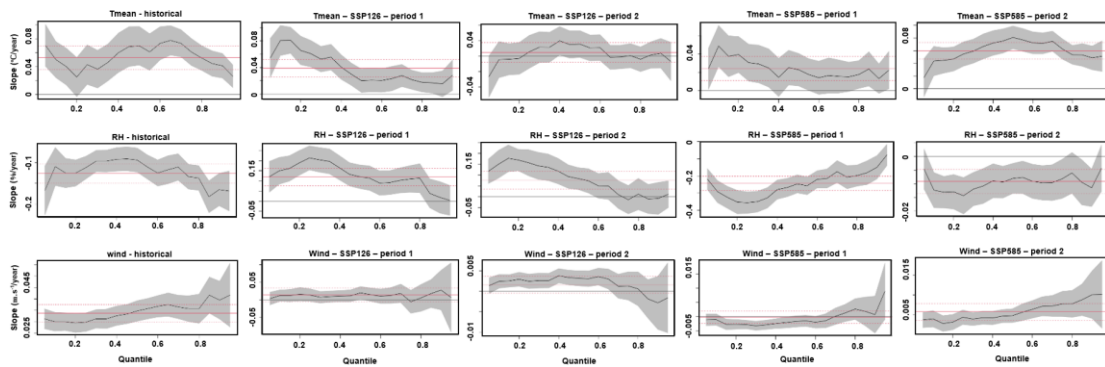 Tmean - historical
Tmean – SSP126 – period 1
Tmean – SSP126 – period 2
Tmean – SSP585 – period 1
Tmean – SSP585 – period 2
Slope (°C/year)
0 0.04 0.08
0.2 0.4 0.6 0.8
0 0.04 0.08
0.2 0.4 0.6 0.8
-0.04 0 0.04
0.2 0.4 0.6 0.8
0 0.04 0.08
0.2 0.4 0.6 0.8
0 0.04 0.08
0.2 0.4 0.6 0.8
RH - historical
RH – SSP126 – period 1
RH – SSP126 – period 2
RH – SSP585 – period 1
RH – SSP585 – period 2
Slope (%/year)
-0.2 -0.1
0.2 0.4 0.6 0.8
-0.05 0.05 0.15
0.2 0.4 0.6 0.8
-0.05 0.05 0.15
0.2 0.4 0.6 0.8
-0.4 -0.2 0
0.2 0.4 0.6 0.8
-0.02 0
0.2 0.4 0.6 0.8
wind - historical
Wind – SSP126 – period 1
Wind – SSP126 – period 2
Wind – SSP585 – period 1
Wind – SSP585 – period 2
Slope (m.s⁻¹/year)
0.025 0.045
0.2 0.4 0.6 0.8
-0.05 0 0.05
0.2 0.4 0.6 0.8
-0.01 0.005
0.2 0.4 0.6 0.8
-0.005 0.005 0.015
0.2 0.4 0.6 0.8
0.005 0.015
0.2 0.4 0.6 0.8
Quantile
Quantile
Quantile
Quantile
Quantile